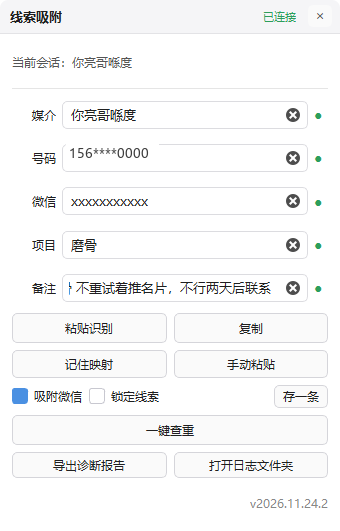 线索吸附 已连接 ×
当前会话：你亮哥喺度
媒介 你亮哥喺度
号码 156****0000
微信 xxxxxxxxxxx
项目 磨骨
备注 不重试着推名片，不行两天后联系
粘贴识别 复制
记住映射 手动粘贴
吸附微信 锁定线索 存一条
一键查重
导出诊断报告 打开日志文件夹
v2026.11.24.2